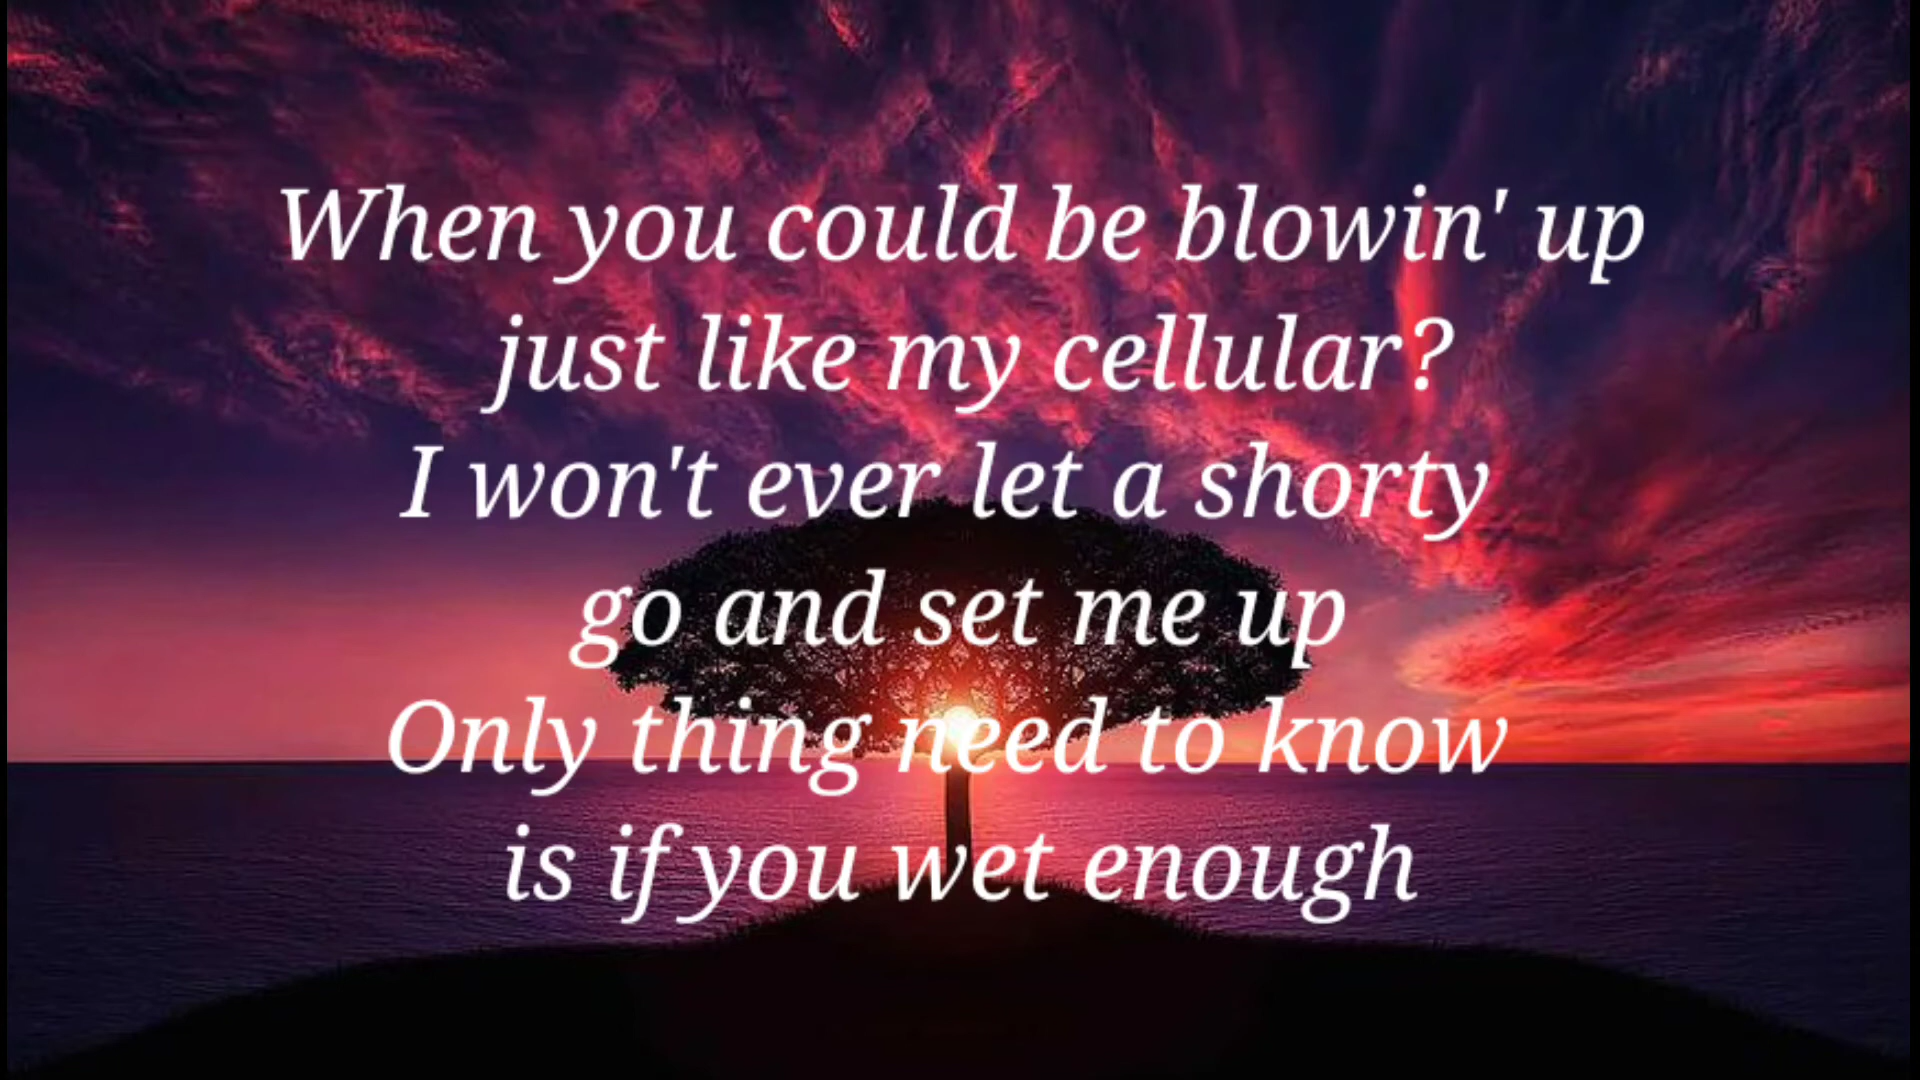 When you could be blowin' up
just like my cellular?
I won't ever let a shorty
go and set me up
Only thing need to know
is if you wet enough